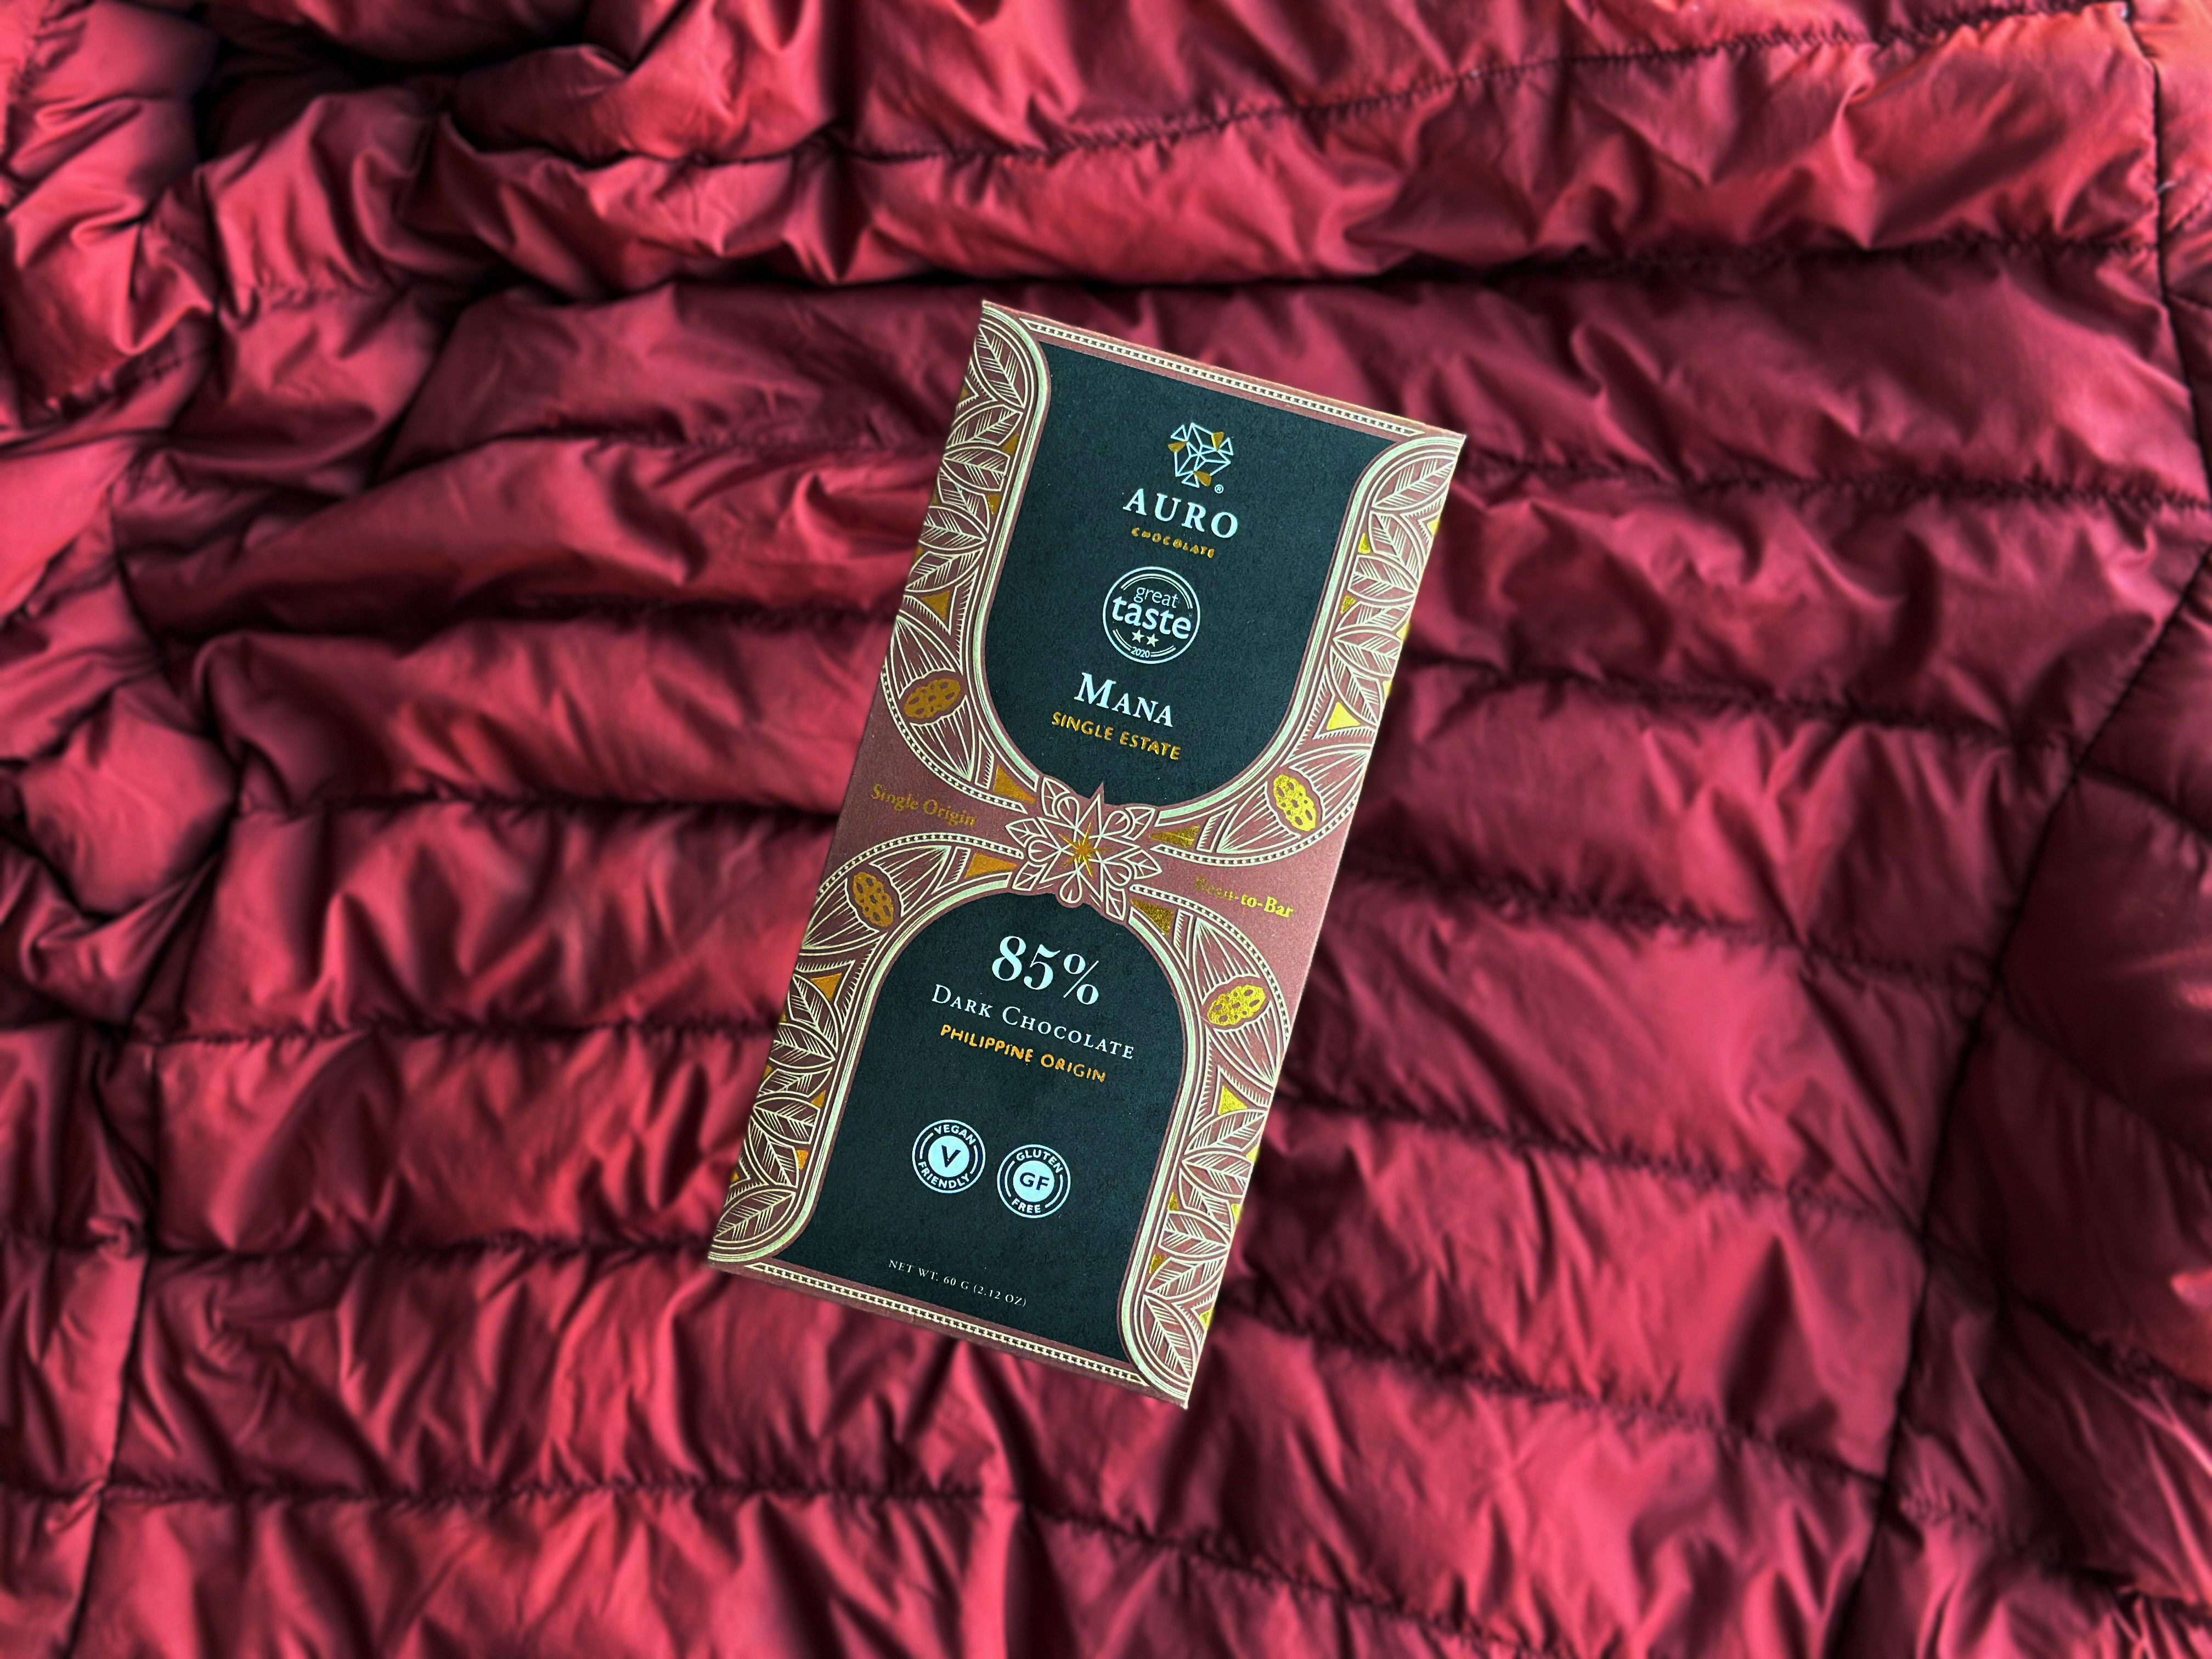 ®
AURO
CHOCOLATE
great
taste
2020
MANA
SINGLE ESTATE
Single Origin
Bean-to-Bar
85%
DARK CHOCOLATE
PHILIPPINE ORIGIN
VEGAN
V
FRIENDLY
GLUTEN
GF
FREE
NET WT. 60 G (2.12 OZ)